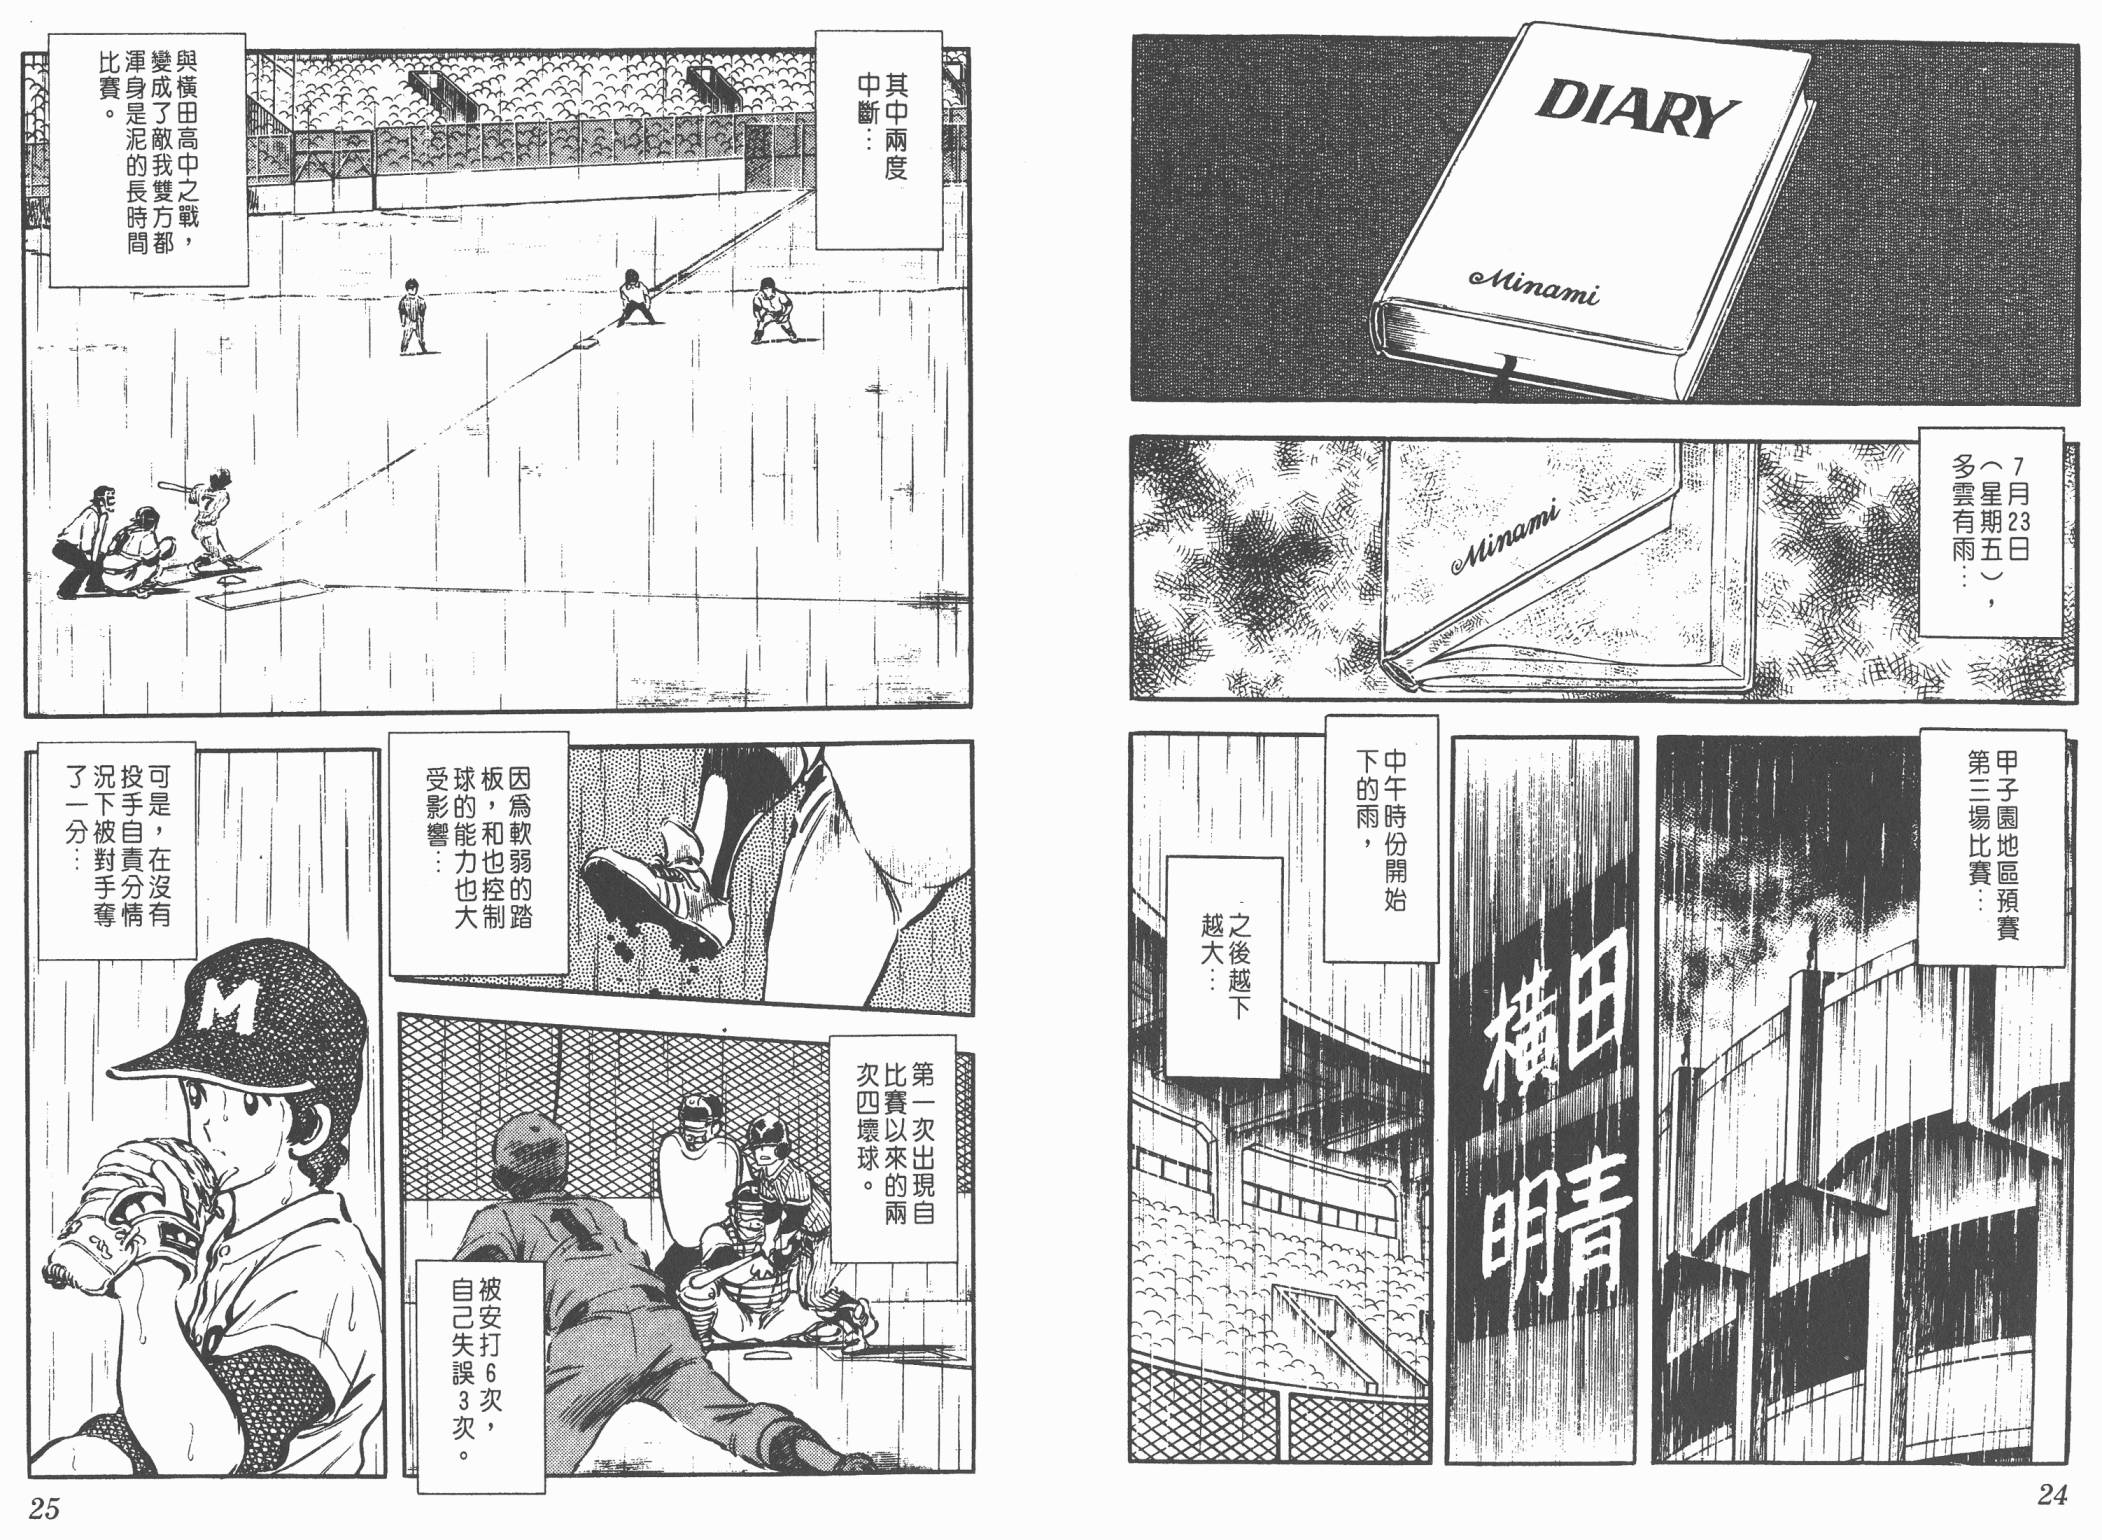 DIARY
Minami
7月23日
（星期五），
多雲有雨…
Minami
甲子園地區預賽
第三場比賽…
横田
明青
中午時份開始
下的雨，
之後越下
越大…
24
其中兩度
中斷…
與橫田高中之戰，
變成了敵我雙方都
渾身是泥的長時間
比賽。
因為軟弱的踏
板，和也控制
球的能力也大
受影響…
第一次出現自
比賽以來的兩
次四壞球。
1
被安打6次，
自己失誤3次。
可是，在沒有
投手自責分情
況下被對手奪
了一分…
M
25